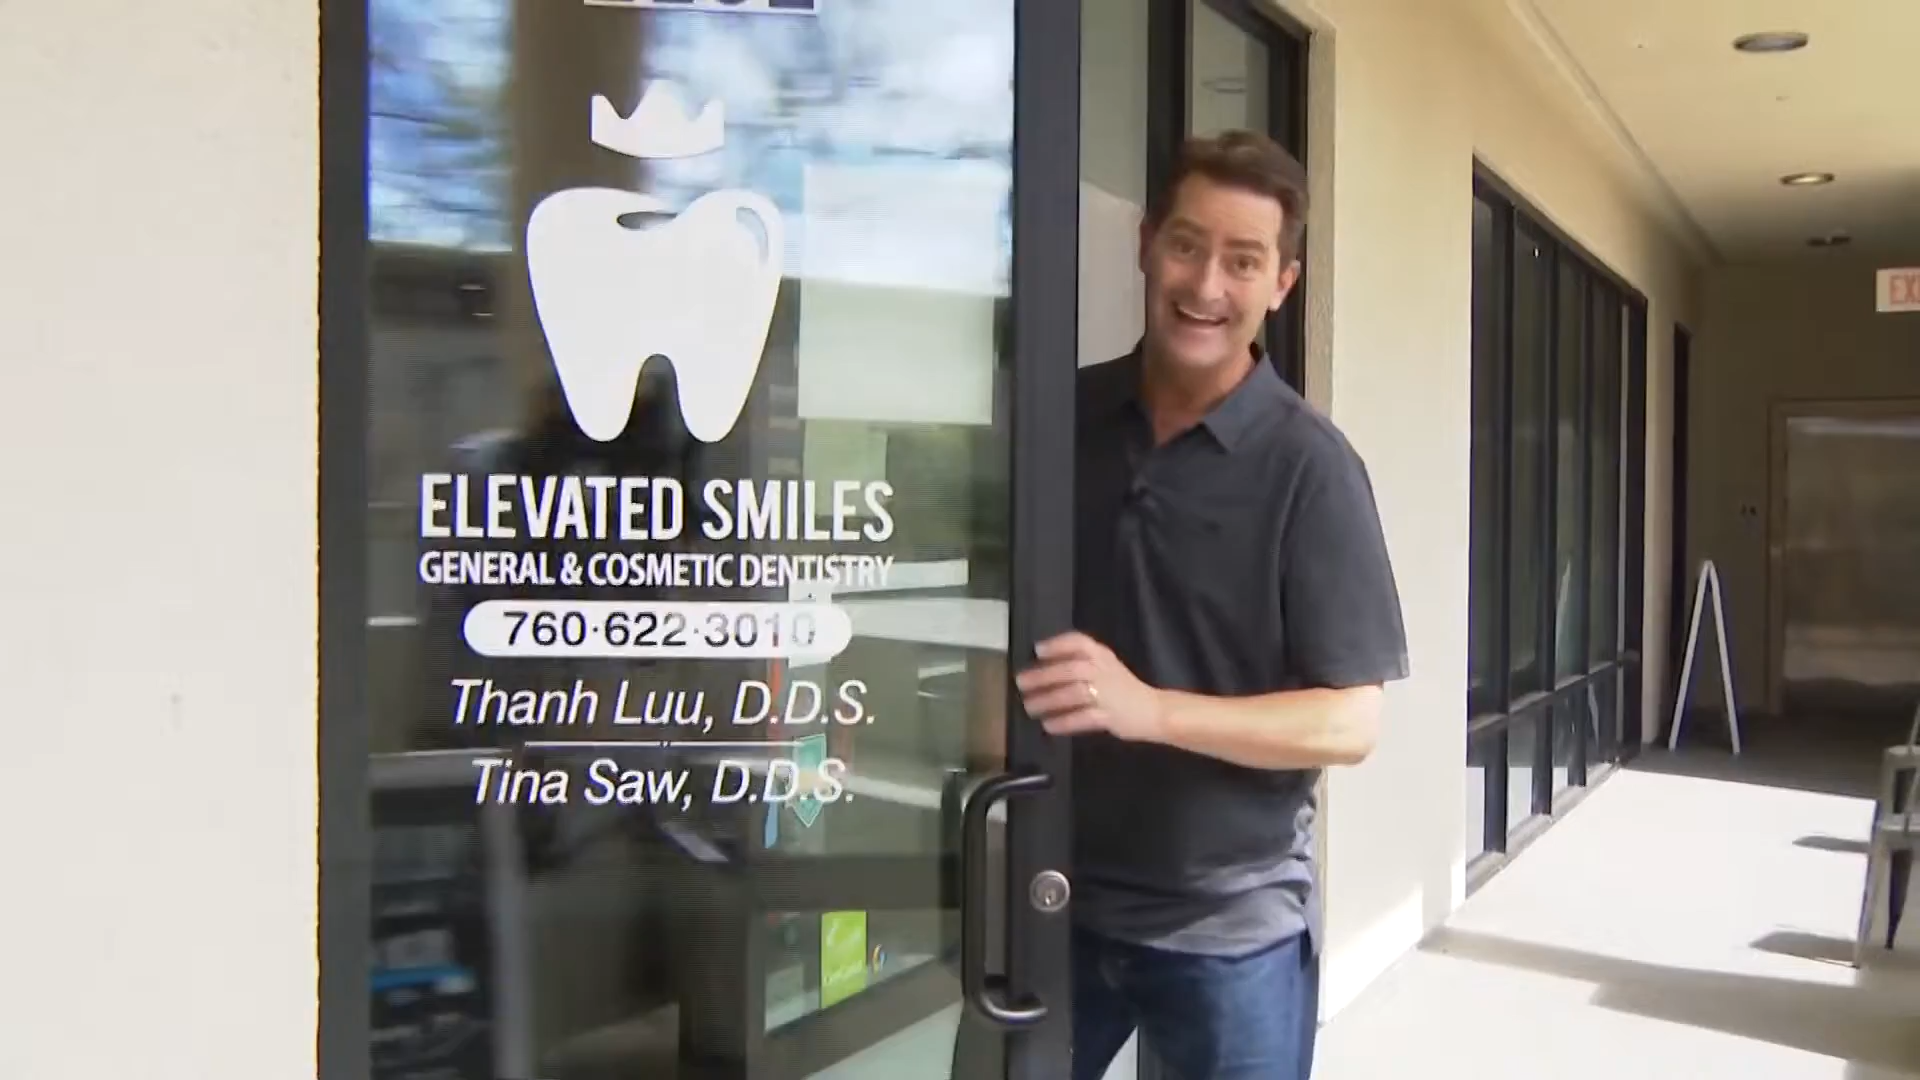 ELEVATED SMILES
GENERAL & COSMETIC DENTISTRY
760·622·3010
Thanh Luu, D.D.S.
Tina Saw, D.D.S.